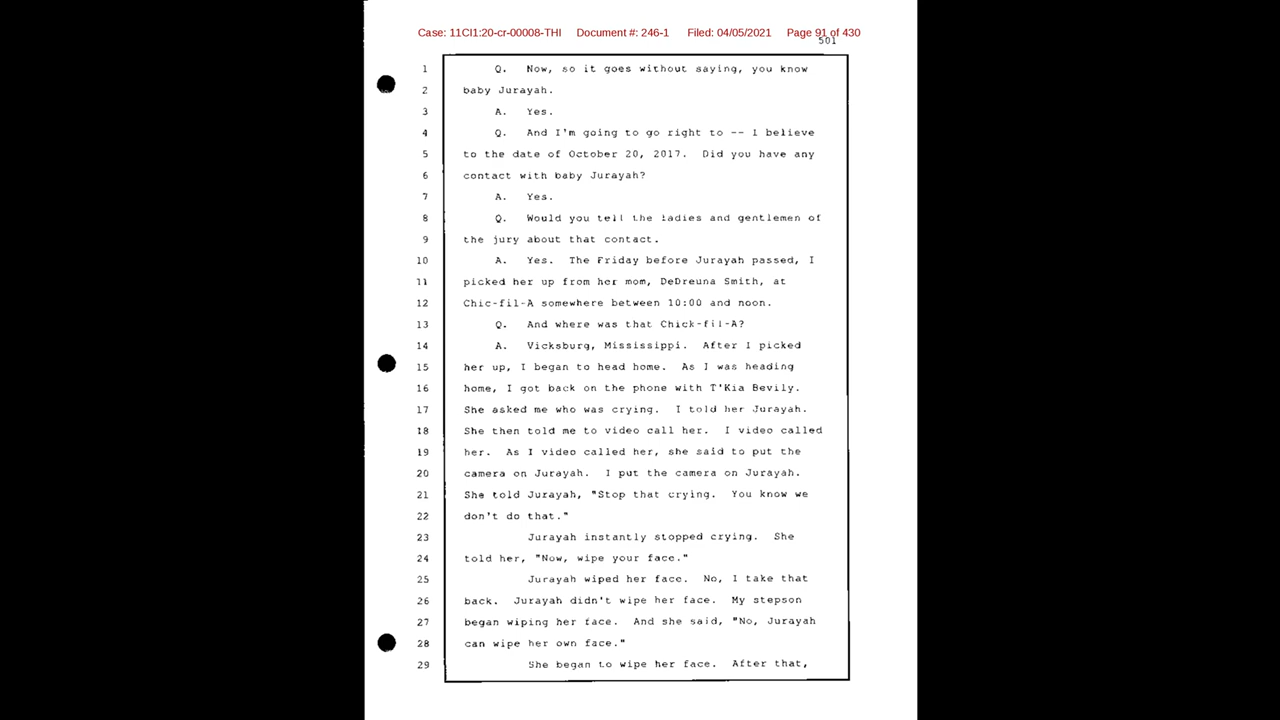 Case: 11CI1:20-cr-00008-THI Document #: 246-1 Filed: 04/05/2021 Page 91 of 430
501
1 Q. Now, so it goes without saying, you know
2 baby Jurayah.
3 A. Yes.
4 Q. And I'm going to go right to -- I believe
5 to the date of October 20, 2017. Did you have any
6 contact with baby Jurayah?
7 A. Yes.
8 Q. Would you tell the ladies and gentlemen of
9 the jury about that contact.
10 A. Yes. The Friday before Jurayah passed, I
11 picked her up from her mom, DeDreuna Smith, at
12 Chic-fil-A somewhere between 10:00 and noon.
13 Q. And where was that Chick-fil-A?
14 A. Vicksburg, Mississippi. After I picked
15 her up, I began to head home. As I was heading
16 home, I got back on the phone with T'Kia Bevily.
17 She asked me who was crying. I told her Jurayah.
18 She then told me to video call her. I video called
19 her. As I video called her, she said to put the
20 camera on Jurayah. I put the camera on Jurayah.
21 She told Jurayah, "Stop that crying. You know we
22 don't do that."
23 Jurayah instantly stopped crying. She
24 told her, "Now, wipe your face."
25 Jurayah wiped her face. No, I take that
26 back. Jurayah didn't wipe her face. My stepson
27 began wiping her face. And she said, "No, Jurayah
28 can wipe her own face."
29 She began to wipe her face. After that,